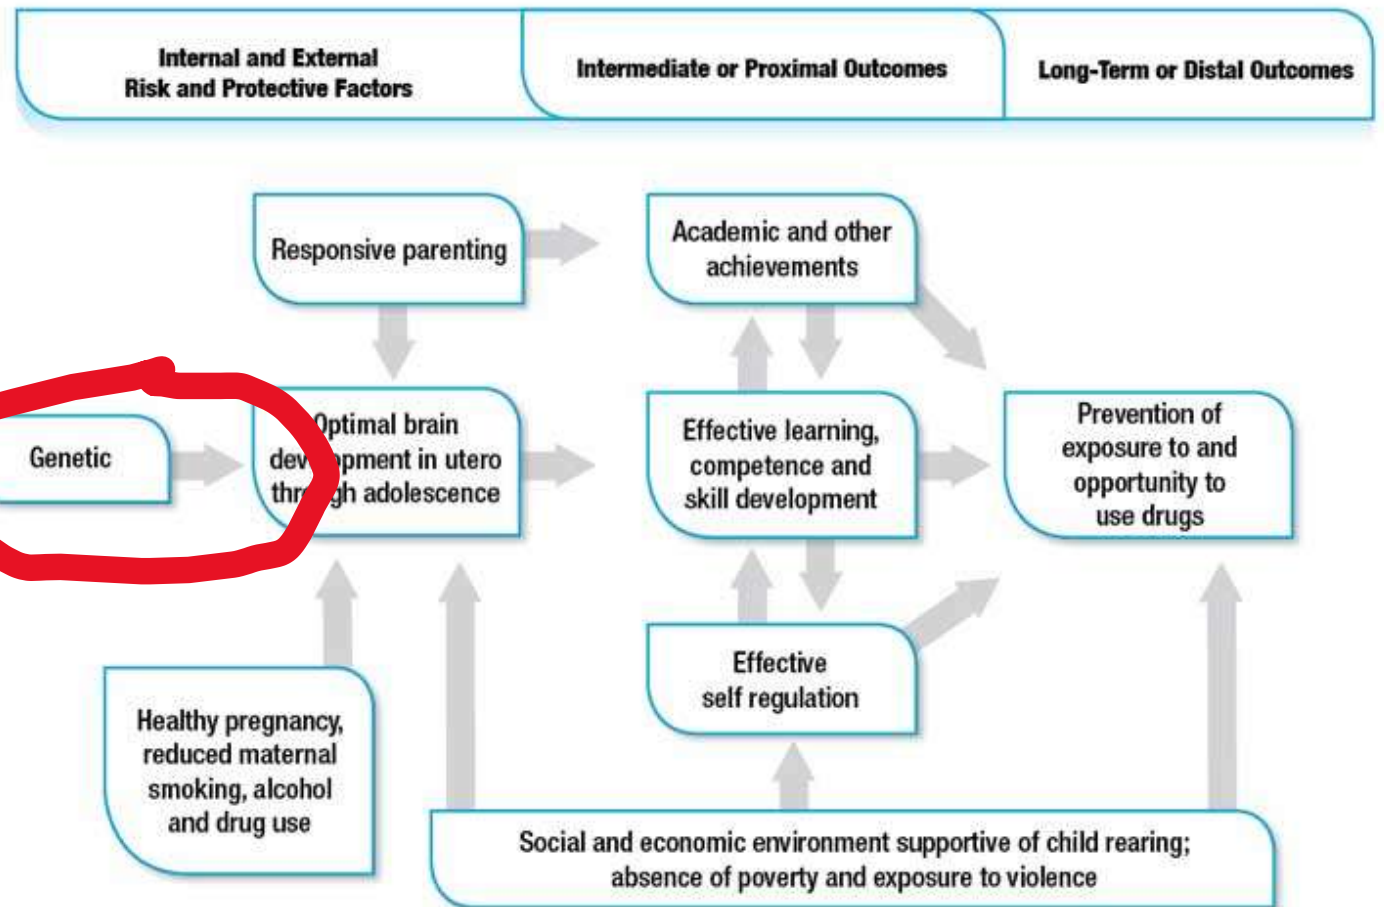 Internal and External
Risk and Protective Factors
Intermediate or Proximal Outcomes
Long-Term or Distal Outcomes
Responsive parenting
Academic and other
achievements
Genetic
Optimal brain
development in utero
through adolescence
Effective learning,
competence and
skill development
Prevention of
exposure to and
opportunity to
use drugs
Healthy pregnancy,
reduced maternal
smoking, alcohol
and drug use
Effective
self regulation
Social and economic environment supportive of child rearing;
absence of poverty and exposure to violence